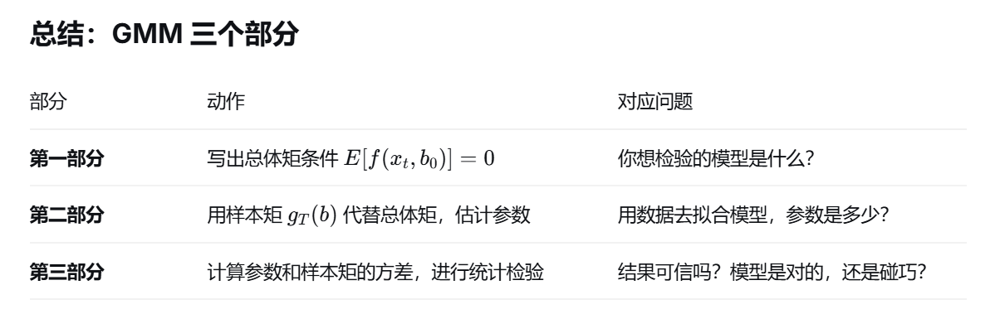 总结：GMM 三个部分
部分 动作 对应问题
第一部分 写出总体矩条件 $E[f(x_t, b_0)] = 0$ 你想检验的模型是什么？
第二部分 用样本矩 $g_T(b)$ 代替总体矩，估计参数 用数据去拟合模型，参数是多少？
第三部分 计算参数和样本矩的方差，进行统计检验 结果可信吗？模型是对的，还是碰巧？